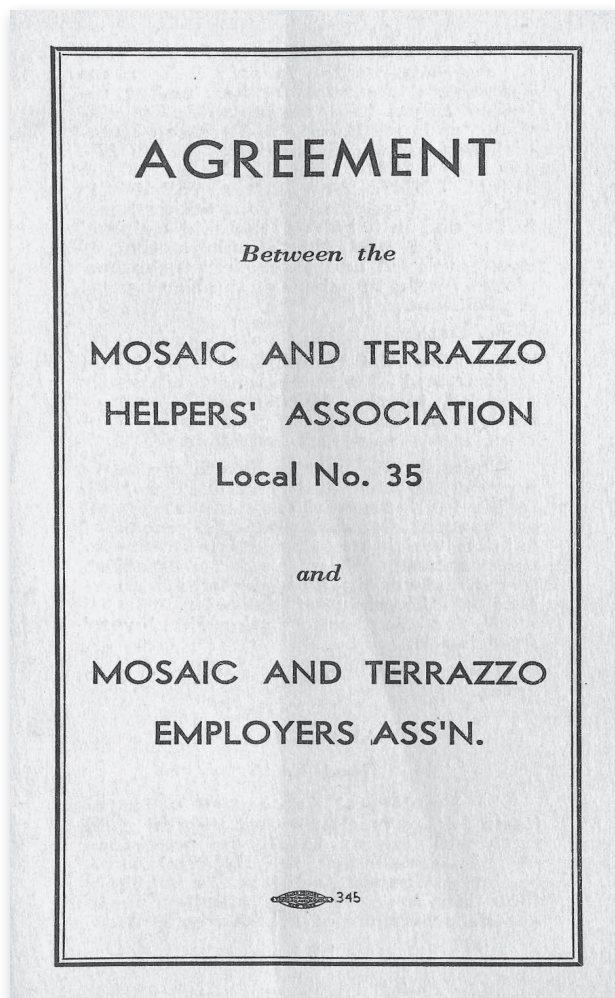 AGREEMENT
Between the
MOSAIC AND TERRAZZO
HELPERS' ASSOCIATION
Local No. 35
and
MOSAIC AND TERRAZZO
EMPLOYERS ASS'N.
345